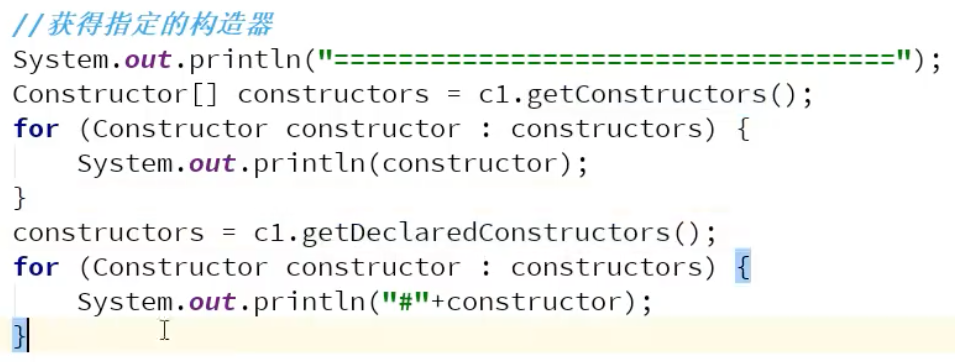 //获得指定的构造器
System.out.println("===================================");
Constructor[] constructors = c1.getConstructors();
for (Constructor constructor : constructors) {
    System.out.println(constructor);
}
constructors = c1.getDeclaredConstructors();
for (Constructor constructor : constructors) {
    System.out.println("#"+constructor);
}